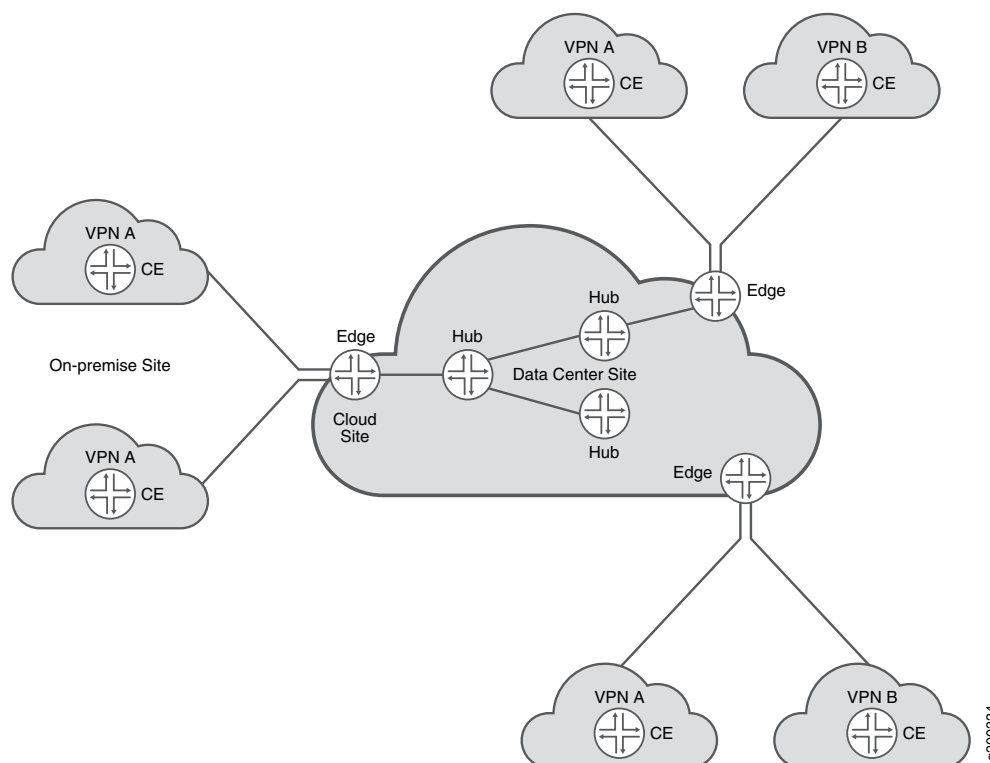 VPN A
CE
VPN B
CE
VPN A
CE
Hub
Edge
Edge
Hub
On-premise Site
Data Center Site
Cloud
Site
Hub
VPN A
CE
Edge
VPN A
CE
VPN B
CE